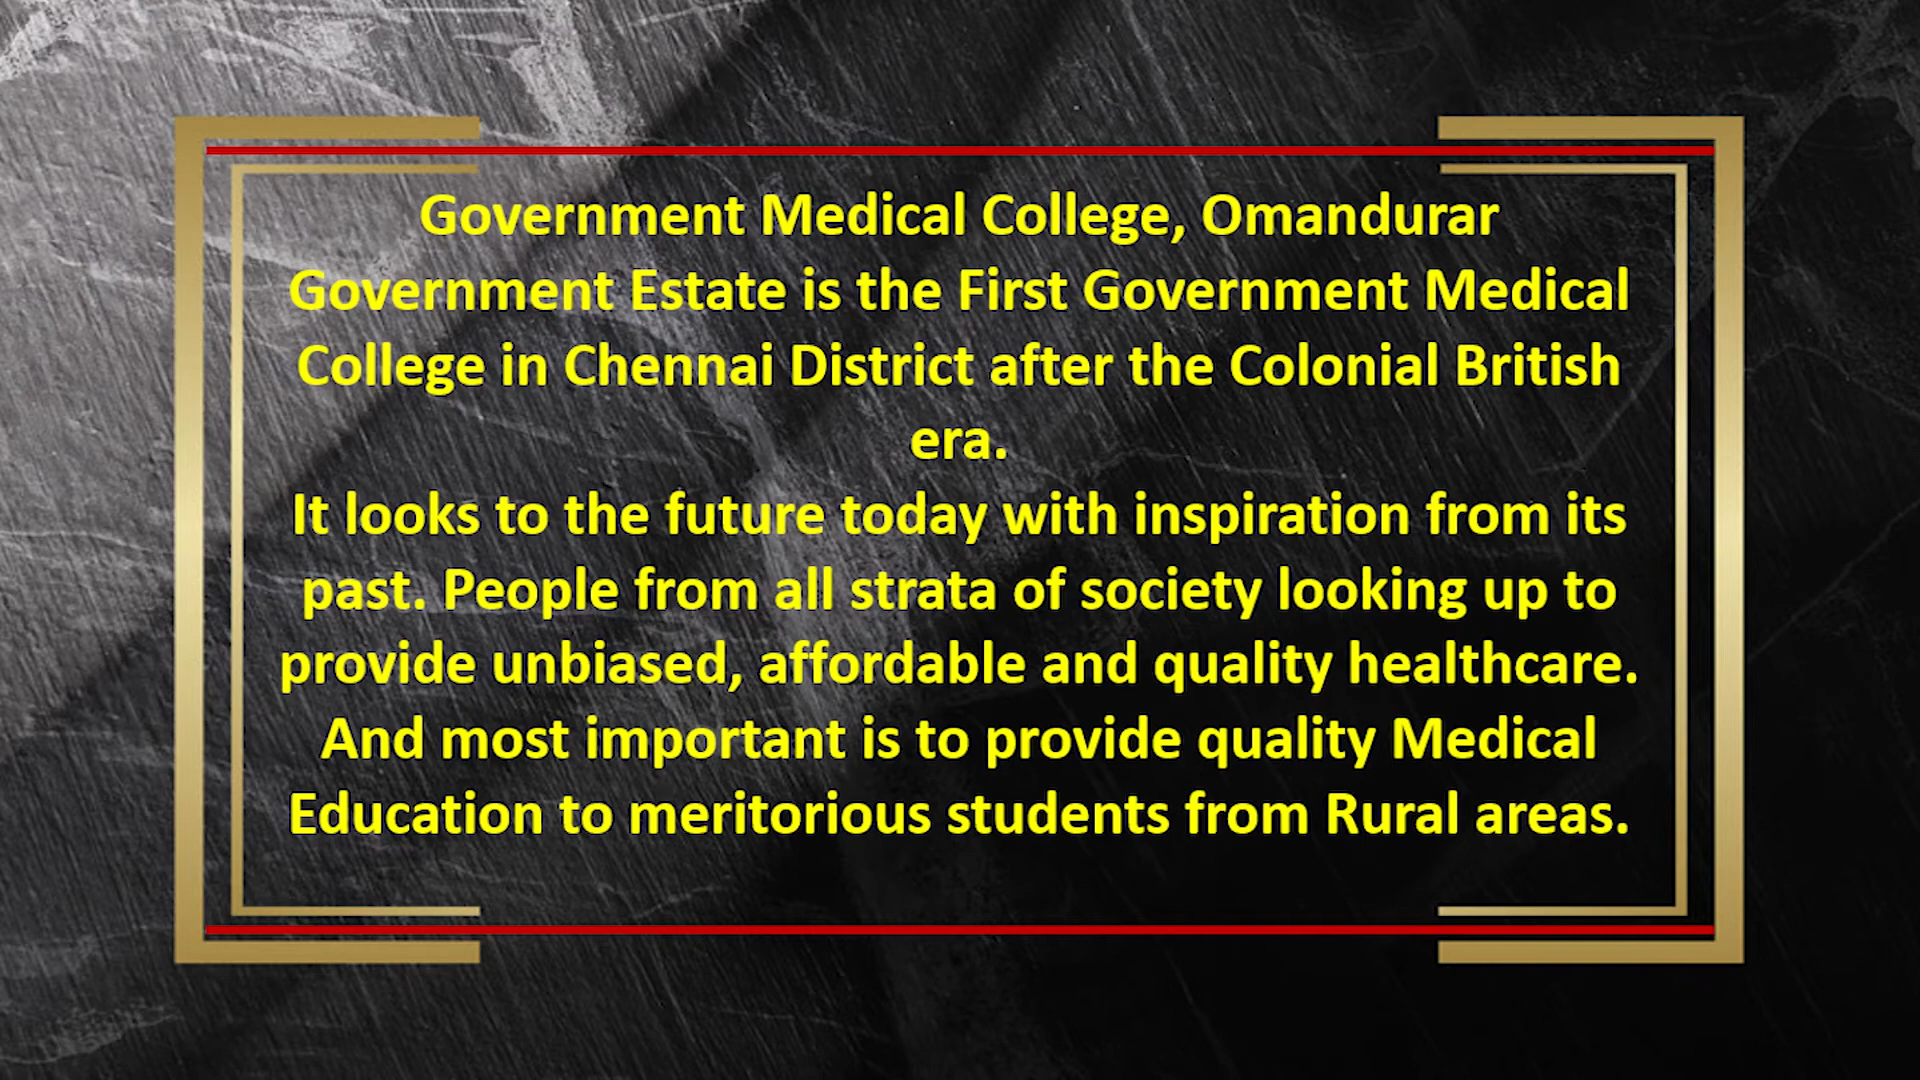 Government Medical College, Omandurar
Government Estate is the First Government Medical
College in Chennai District after the Colonial British
era.
It looks to the future today with inspiration from its
past. People from all strata of society looking up to
provide unbiased, affordable and quality healthcare.
And most important is to provide quality Medical
Education to meritorious students from Rural areas.